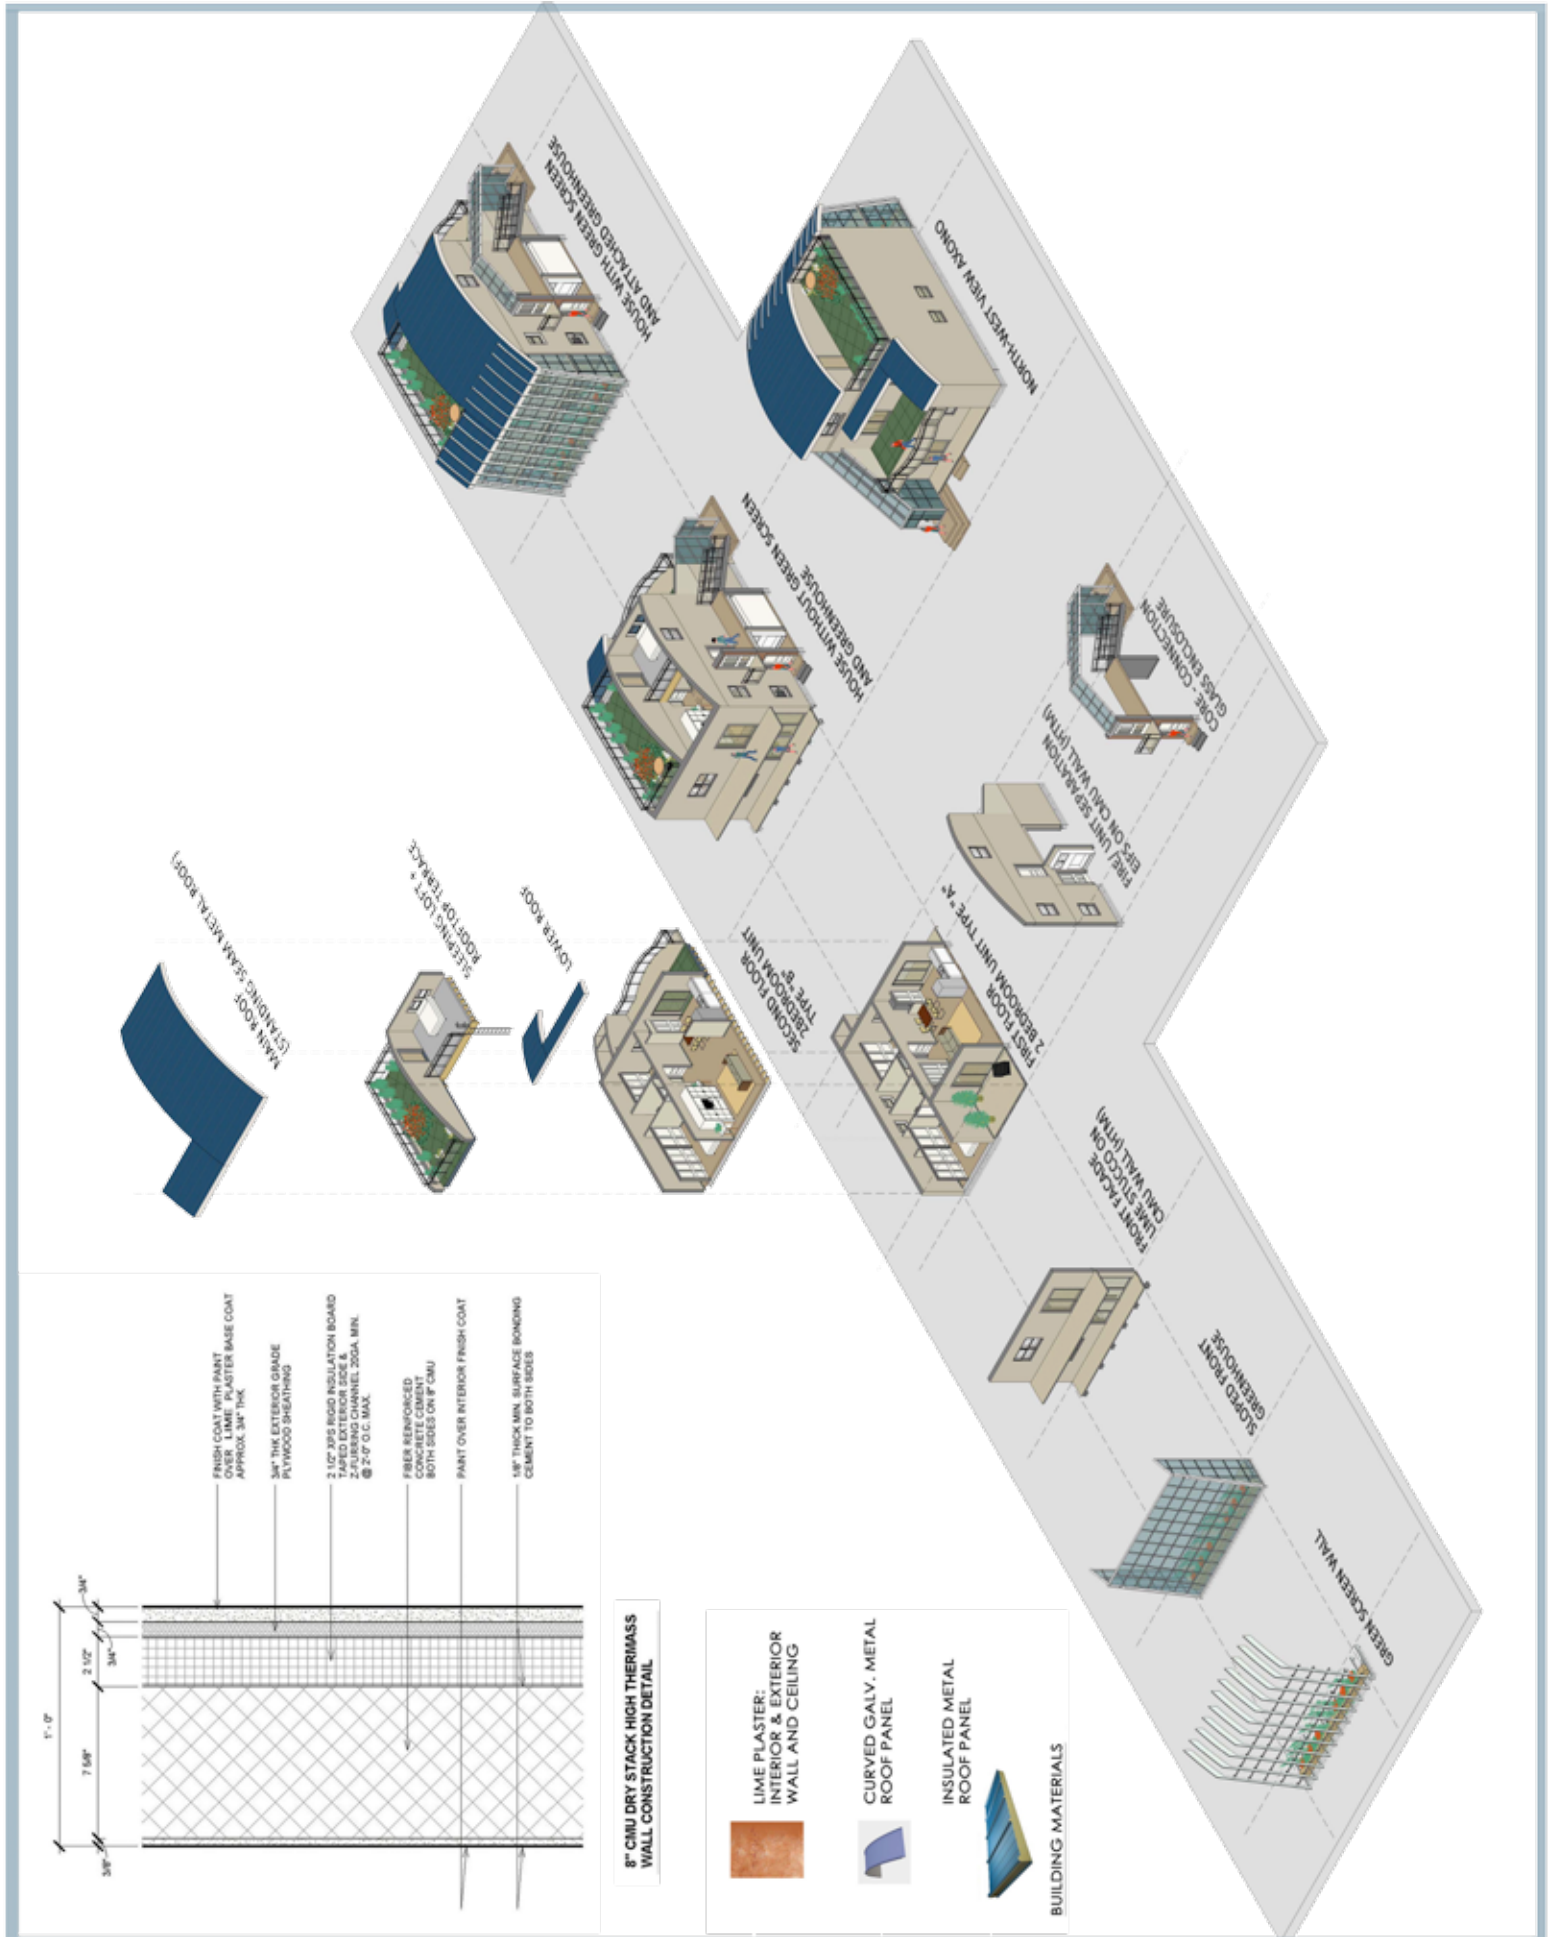 MAIN ROOF
(STANDING SEAM METAL ROOF)
SLEEPING LOFT +
ROOFTOP TERRACE
LOWER ROOF
SECOND FLOOR
2BEDROOM UNIT
TYPE "B"
FIRST FLOOR
2 BEDROOM UNIT TYPE "A"
HOUSE WITH GREEN SCREEN
AND ATTACHED GREENHOUSE
HOUSE WITHOUT GREEN SCREEN
AND GREENHOUSE
NORTH-WEST VIEW AXONO
CORE - CONNECTION
GLASS ENCLOSURE
FIRE/ UNIT SEPARATION
EIFS ON CMU WALL (HTM)
FRONT FACADE
LIME STUCCO ON
CMU WALL (HTM)
SLOPED FRONT
GREENHOUSE
GREEN SCREEN WALL
1' - 0"
3/8"
7 5/8"
2 1/2"
3/4"
3/4"
FINISH COAT WITH PAINT
OVER LIME PLASTER BASE COAT
APPROX. 3/4" THK
3/4" THK EXTERIOR GRADE
PLYWOOD SHEATHING
2 1/2" XPS RIGID INSULATION BOARD
TAPED EXTERIOR SIDE &
Z-FURRING CHANNEL 20GA. MIN.
@ 2'-0" O.C. MAX.
FIBER REINFORCED
CONCRETE CEMENT
BOTH SIDES ON 8" CMU
PAINT OVER INTERIOR FINISH COAT
1/8" THICK MIN. SURFACE BONDING
CEMENT TO BOTH SIDES
8" CMU DRY STACK HIGH THERMASS
WALL CONSTRUCTION DETAIL
LIME PLASTER:
INTERIOR & EXTERIOR
WALL AND CEILING
CURVED GALV. METAL
ROOF PANEL
INSULATED METAL
ROOF PANEL
BUILDING MATERIALS